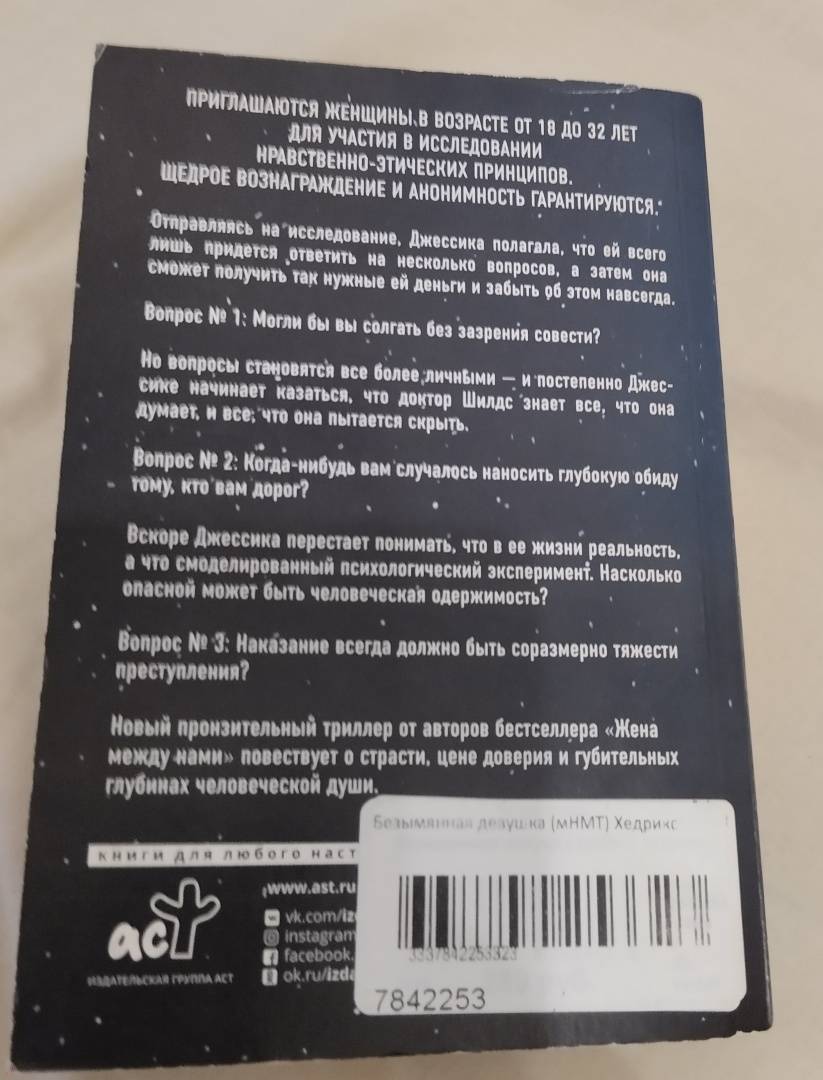 ПРИГЛАШАЮТСЯ ЖЕНЩИНЫ В ВОЗРАСТЕ ОТ 18 ДО 32 ЛЕТ
ДЛЯ УЧАСТИЯ В ИССЛЕДОВАНИИ
НРАВСТВЕННО-ЭТИЧЕСКИХ ПРИНЦИПОВ.
ЩЕДРОЕ ВОЗНАГРАЖДЕНИЕ И АНОНИМНОСТЬ ГАРАНТИРУЮТСЯ.
Отправляясь на исследование, Джессика полагала, что ей всего
лишь придется ответить на несколько вопросов, а затем она
сможет получить так нужные ей деньги и забыть об этом навсегда.
Вопрос № 1: Могли бы вы солгать без зазрения совести?
Но вопросы становятся все более личными — и постепенно Джес-
сике начинает казаться, что доктор Шилдс знает все, что она
думает, и все, что она пытается скрыть.
Вопрос № 2: Когда-нибудь вам случалось наносить глубокую обиду
тому, кто вам дорог?
Вскоре Джессика перестает понимать, что в ее жизни реальность,
а что смоделированный психологический эксперимент. Насколько
опасной может быть человеческая одержимость?
Вопрос № 3: Наказание всегда должно быть соразмерно тяжести
преступления?
Новый пронзительный триллер от авторов бестселлера «Жена
между нами» повествует о страсти, цене доверия и губительных
глубинах человеческой души.
Безымянная девушка (мНМТ) Хедрикс
книги для любого наст
www.ast.ru
vk.com/iz
instagram
facebook.
ok.ru/izda
аст
ИЗДАТЕЛЬСКАЯ ГРУППА АСТ
3337842253323
7842253